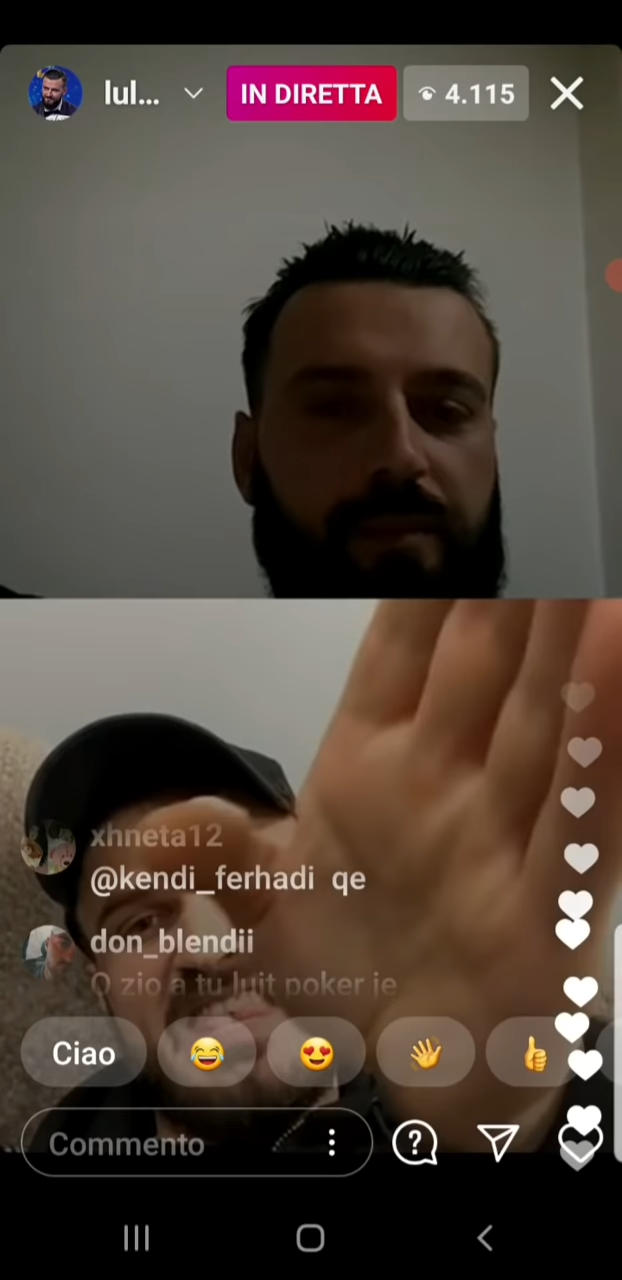 lul...
IN DIRETTA
4.115
xhneta12
@kendi_ferhadi qe
don_blendii
O zio a tu luit poker je
Ciao
Commento